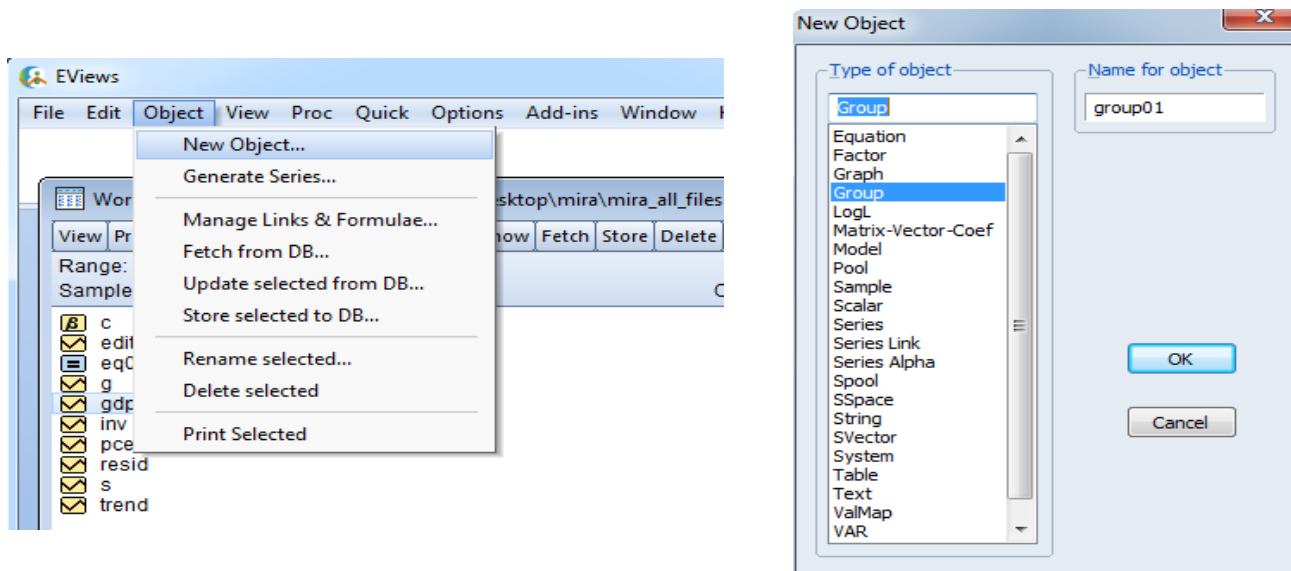 EViews
File Edit Object View Proc Quick Options Add-ins Window
New Object...
Generate Series...
Manage Links & Formulae...
Fetch from DB...
Update selected from DB...
Store selected to DB...
Rename selected...
Delete selected
Print Selected
Wor sktop\mira\mira_all_files
View Pr ow Fetch Store Delete
Range:
Sample
c
edit
eq0
g
gdp
inv
pce
resid
s
trend
New Object
Type of object
Group
Equation
Factor
Graph
Group
LogL
Matrix-Vector-Coef
Model
Pool
Sample
Scalar
Series
Series Link
Series Alpha
Spool
SSpace
String
SVector
System
Table
Text
ValMap
VAR
Name for object
group01
OK
Cancel